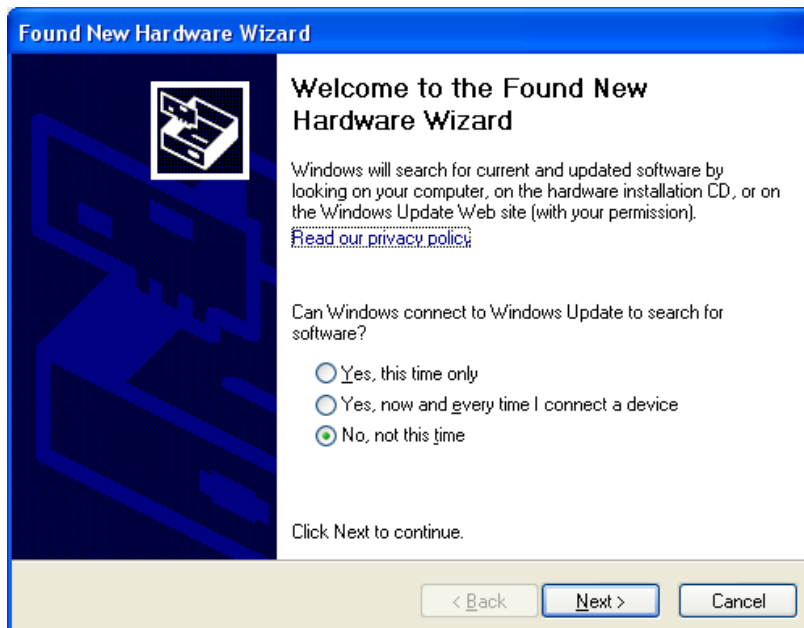 Found New Hardware Wizard
Welcome to the Found New
Hardware Wizard
Windows will search for current and updated software by
looking on your computer, on the hardware installation CD, or on
the Windows Update Web site (with your permission).
Read our privacy policy
Can Windows connect to Windows Update to search for
software?
Yes, this time only
Yes, now and every time I connect a device
No, not this time
Click Next to continue.
< Back
Next >
Cancel